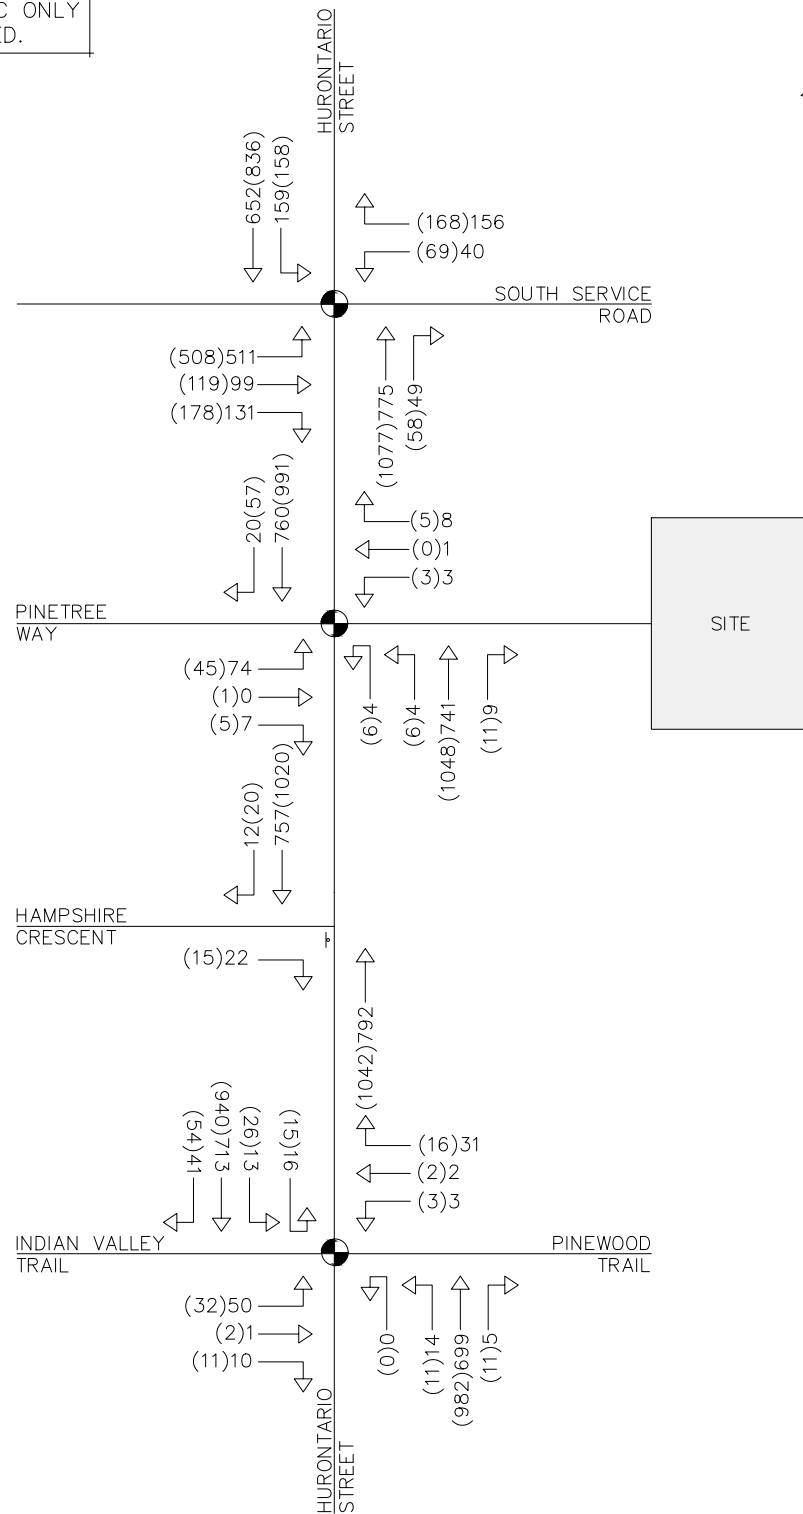 C ONLY
ED.
HURONTARIO
STREET
652(836)
159(158)
(168)156
(69)40
SOUTH SERVICE
ROAD
(508)511
(119)99
(178)131
(1077)775
(58)49
20(57)
760(991)
(5)8
(0)1
(3)3
PINETREE
WAY
SITE
(45)74
(1)0
(5)7
(6)4
(6)4
(1048)741
(11)9
12(20)
757(1020)
HAMPSHIRE
CRESCENT
(15)22
(1042)792
(54)41
(940)713
(26)13
(15)16
(16)31
(2)2
(3)3
INDIAN VALLEY
TRAIL
PINEWOOD
TRAIL
(32)50
(2)1
(11)10
(0)0
(11)14
(982)699
(11)5
HURONTARIO
STREET